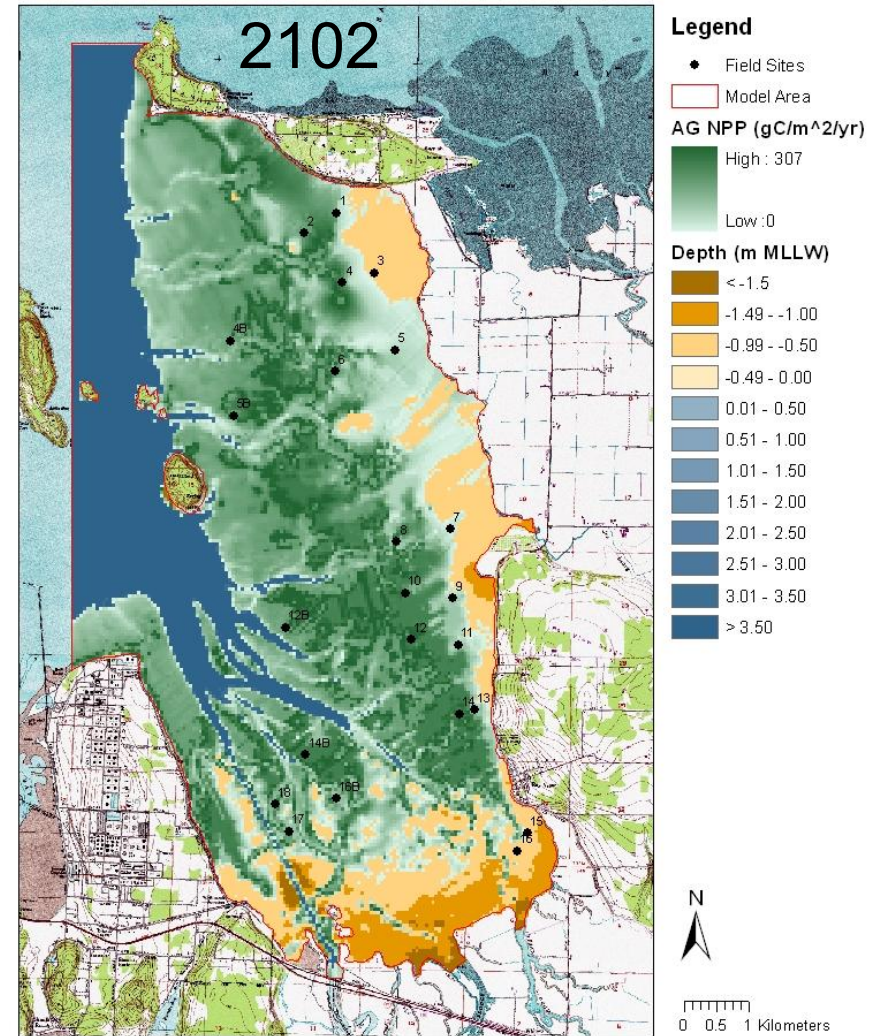 2102
1
2
3
4
4B
5
6
5B
7
8
10
9
12B
12
11
13
14
14B
16B
18
17
15
16
Legend
Field Sites
Model Area
AG NPP (gC/m^2/yr)
High : 307
Low :0
Depth (m MLLW)
< -1.5
-1.49 - -1.00
-0.99 - -0.50
-0.49 - 0.00
0.01 - 0.50
0.51 - 1.00
1.01 - 1.50
1.51 - 2.00
2.01 - 2.50
2.51 - 3.00
3.01 - 3.50
> 3.50
N
0 0.5 1 Kilometers